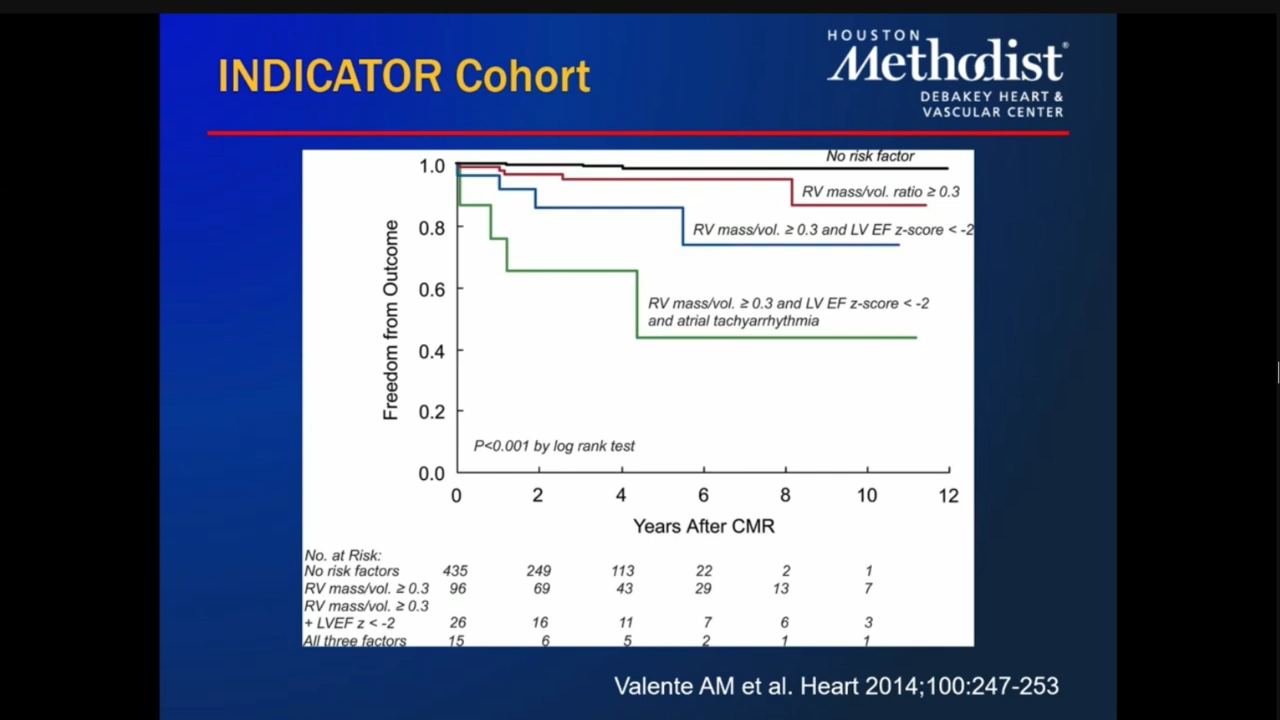 INDICATOR Cohort
HOUSTON
Methodist®
DEBAKEY HEART &
VASCULAR CENTER
No risk factor
RV mass/vol. ratio ≥ 0.3
RV mass/vol. ≥ 0.3 and LV EF z-score < -2
RV mass/vol. ≥ 0.3 and LV EF z-score < -2
and atrial tachyarrhythmia
Freedom from Outcome
1.0
0.8
0.6
0.4
0.2
0.0
P<0.001 by log rank test
0 2 4 6 8 10 12
Years After CMR
No. at Risk:
No risk factors 435 249 113 22 2 1
RV mass/vol. ≥ 0.3 96 69 43 29 13 7
RV mass/vol. ≥ 0.3
+ LVEF z < -2 26 16 11 7 6 3
All three factors 15 6 5 2 1 1
Valente AM et al. Heart 2014;100:247-253